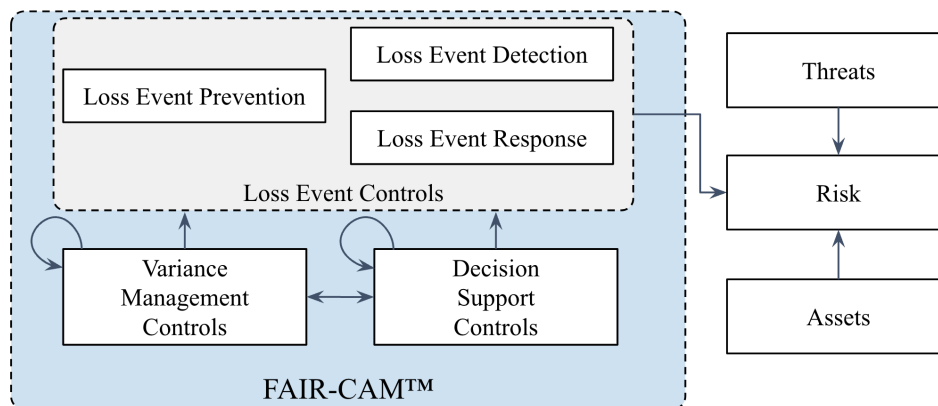 Loss Event Detection
Loss Event Prevention
Loss Event Response
Loss Event Controls
Variance
Management
Controls
Decision
Support
Controls
FAIR-CAM™
Threats
Risk
Assets